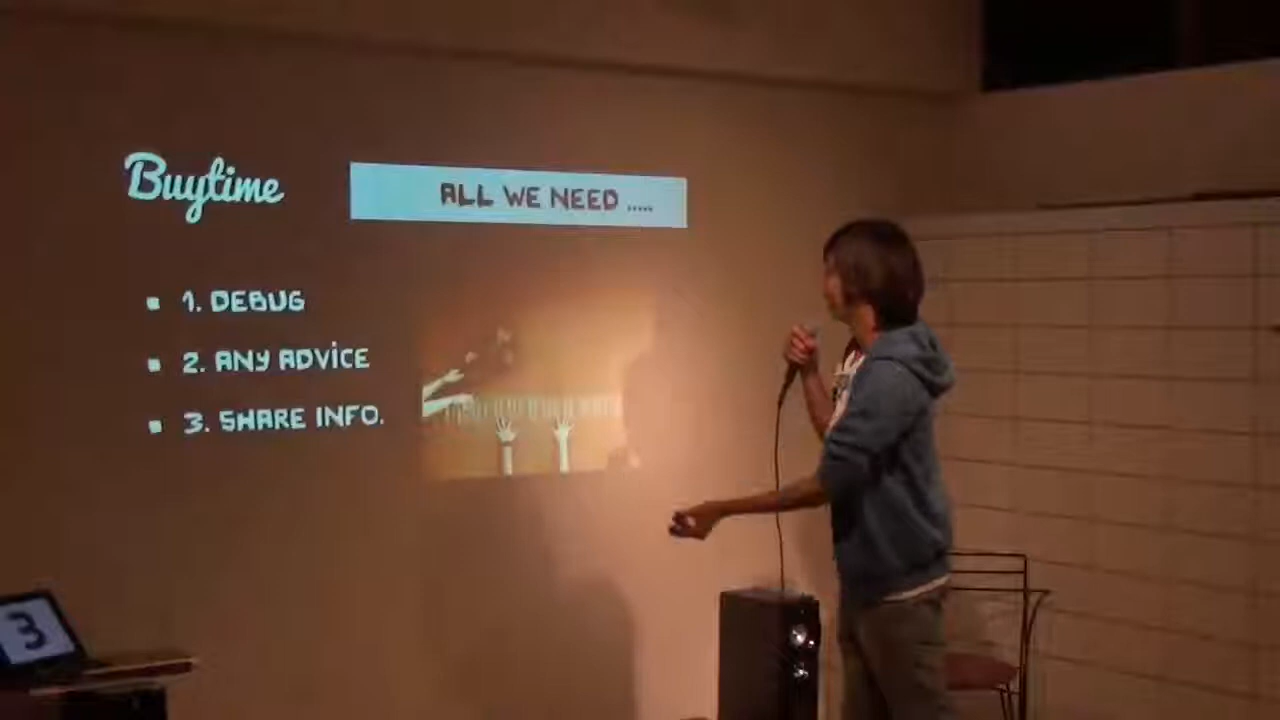 Buytime
ALL WE NEED .....
1. DEBUG
2. ANY ADVICE
3. SHARE INFO.
3